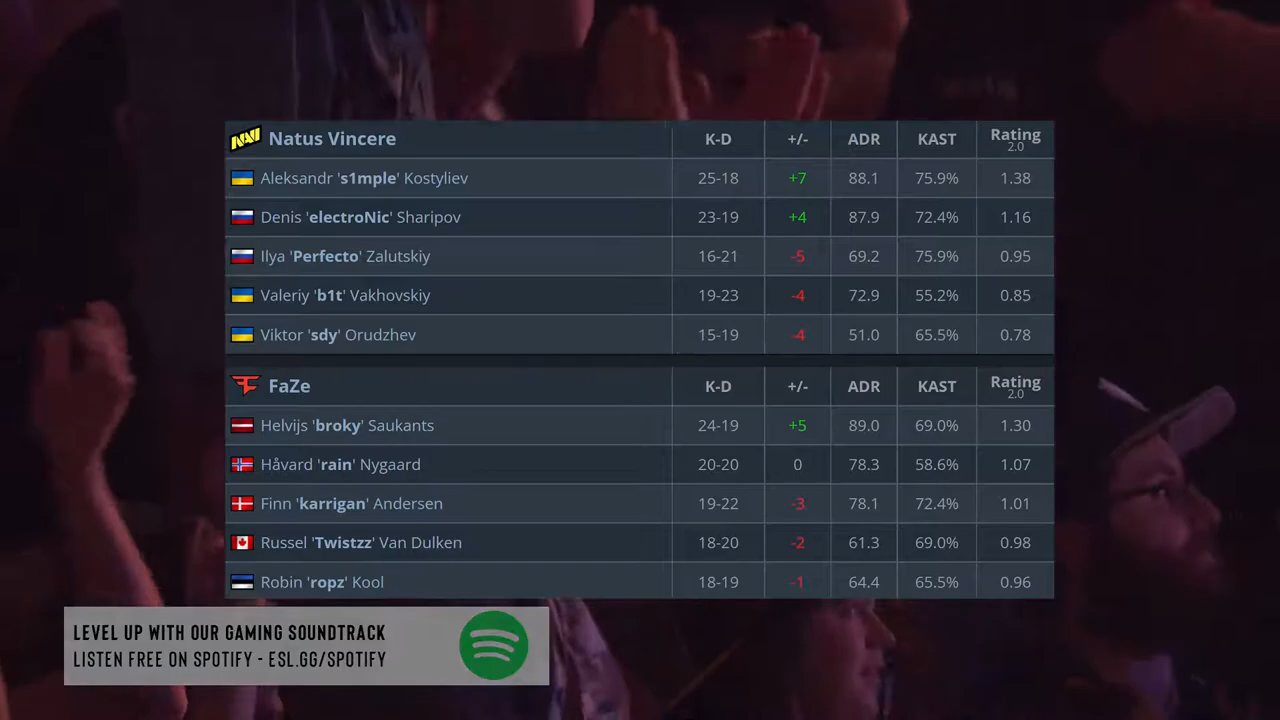 Natus Vincere K-D +/- ADR KAST Rating 2.0
Aleksandr 's1mple' Kostyliev 25-18 +7 88.1 75.9% 1.38
Denis 'electroNic' Sharipov 23-19 +4 87.9 72.4% 1.16
Ilya 'Perfecto' Zalutskiy 16-21 -5 69.2 75.9% 0.95
Valeriy 'b1t' Vakhovskiy 19-23 -4 72.9 55.2% 0.85
Viktor 'sdy' Orudzhev 15-19 -4 51.0 65.5% 0.78
FaZe K-D +/- ADR KAST Rating 2.0
Helvijs 'broky' Saukants 24-19 +5 89.0 69.0% 1.30
Håvard 'rain' Nygaard 20-20 0 78.3 58.6% 1.07
Finn 'karrigan' Andersen 19-22 -3 78.1 72.4% 1.01
Russel 'Twistzz' Van Dulken 18-20 -2 61.3 69.0% 0.98
Robin 'ropz' Kool 18-19 -1 64.4 65.5% 0.96
LEVEL UP WITH OUR GAMING SOUNDTRACK
LISTEN FREE ON SPOTIFY - ESL.GG/SPOTIFY